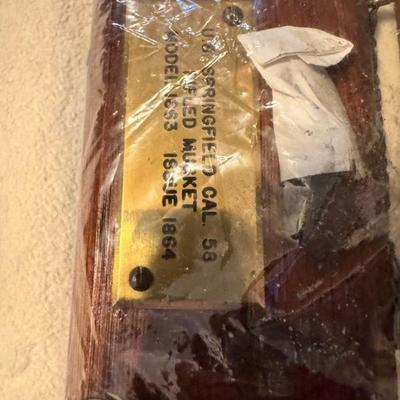 U.S. SPRINGFIELD CAL. 58
RIFLED MUSKET
MODEL 1863 ISSUE 1864